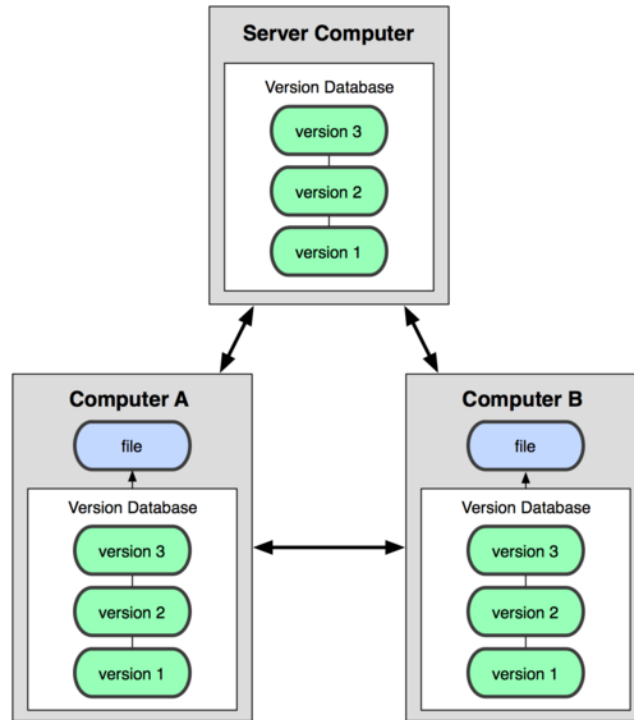 Server Computer
Version Database
version 3
version 2
version 1
Computer A
file
Version Database
version 3
version 2
version 1
Computer B
file
Version Database
version 3
version 2
version 1